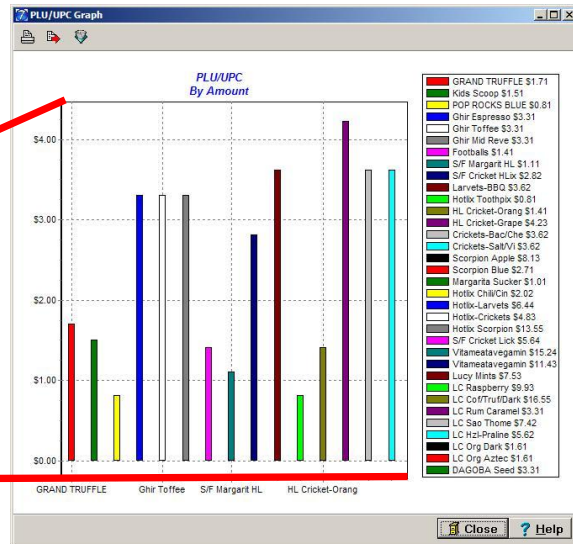 PLU/UPC Graph
PLU/UPC
By Amount
$4.00
$3.00
$2.00
$1.00
$0.00
GRAND TRUFFLE
Ghir Toffee
S/F Margarit HL
HL Cricket-Orang
GRAND TRUFFLE $1.71
Kids Scoop $1.51
POP ROCKS BLUE $0.81
Ghir Espresso $3.31
Ghir Toffee $3.31
Ghir Mid Reve $3.31
Footballs $1.41
S/F Margarit HL $1.11
S/F Cricket HLix $2.82
Larvets-BBQ $3.62
Hotlix Toothpix $0.81
HL Cricket-Orang $1.41
HL Cricket-Grape $4.23
Crickets-Bac/Che $3.62
Crickets-Salt/Vi $3.62
Scorpion Apple $8.13
Scorpion Blue $2.71
Margarita Sucker $1.01
Hotlix Chili/Cin $2.02
Hotlix-Larvets $6.44
Hotlix-Crickets $4.83
Hotlix Scorpion $13.55
S/F Cricket Lick $5.64
Vitameatavegamin $15.24
Vitameatavegamin $11.43
Lucy Mints $7.53
LC Raspberry $9.93
LC Cof/Truf/Dark $16.55
LC Rum Caramel $3.31
LC Sao Thome $7.42
LC Hzl-Praline $5.62
LC Org Dark $1.61
LC Org Aztec $1.61
DAGOBA Seed $3.31
Close
? Help